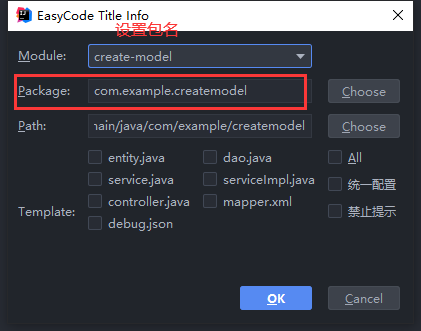 EasyCode Title Info
设置包名
Module: create-model
Package: com.example.createmodel Choose
Path: nain/java/com/example/createmodel Choose
entity.java dao.java All
service.java serviceImpl.java 统一配置
Template: controller.java mapper.xml 禁止提示
debug.json
OK Cancel